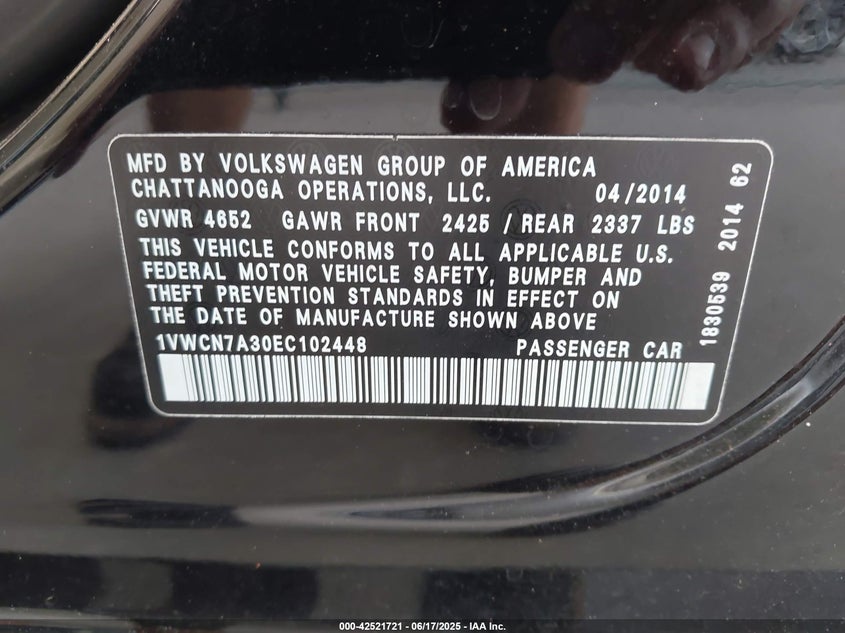 MFD BY VOLKSWAGEN GROUP OF AMERICA
CHATTANOOGA OPERATIONS, LLC. 04/2014
GVWR 4652 GAWR FRONT 2425 / REAR 2337 LBS
THIS VEHICLE CONFORMS TO ALL APPLICABLE U.S.
FEDERAL MOTOR VEHICLE SAFETY, BUMPER AND
THEFT PREVENTION STANDARDS IN EFFECT ON
THE DATE OF MANUFACTURE SHOWN ABOVE
1VWCN7A30EC102448 PASSENGER CAR
1830539 2014 62
000-42521721 | 06/17/2025 - IAA Inc.